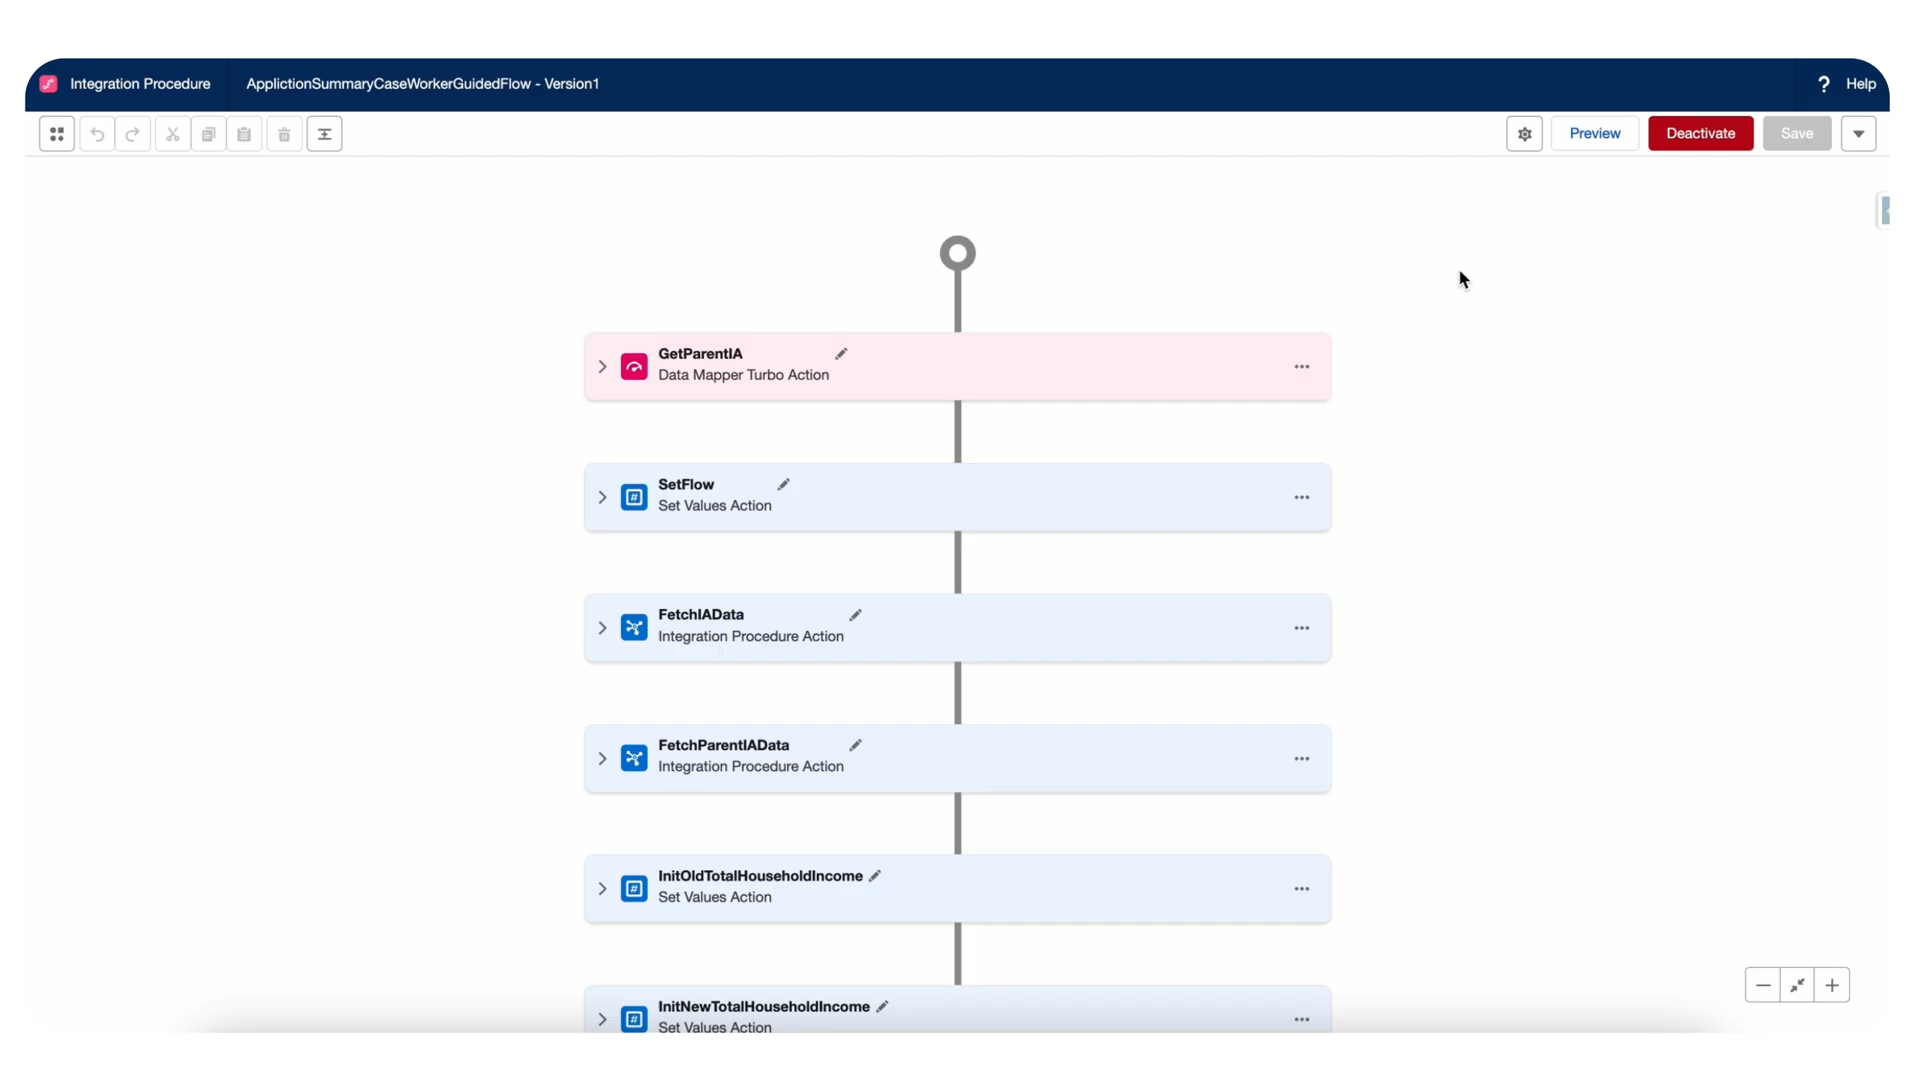 Integration Procedure
ApplictionSummaryCaseWorkerGuidedFlow - Version1
? Help
Preview
Deactivate
Save
GetParentIA
Data Mapper Turbo Action
SetFlow
Set Values Action
FetchIAData
Integration Procedure Action
FetchParentIAData
Integration Procedure Action
InitOldTotalHouseholdIncome
Set Values Action
InitNewTotalHouseholdIncome
Set Values Action